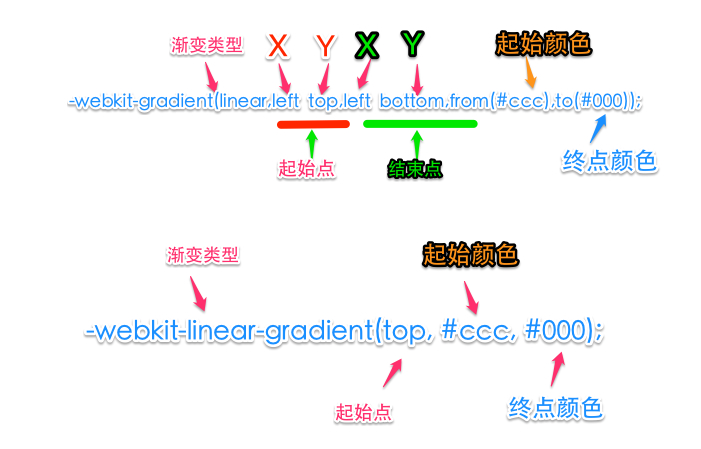 渐变类型 X Y X Y 起始颜色
-webkit-gradient(linear,left top,left bottom,from(#ccc),to(#000));
起始点 结束点 终点颜色
渐变类型 起始颜色
-webkit-linear-gradient(top, #ccc, #000);
起始点 终点颜色